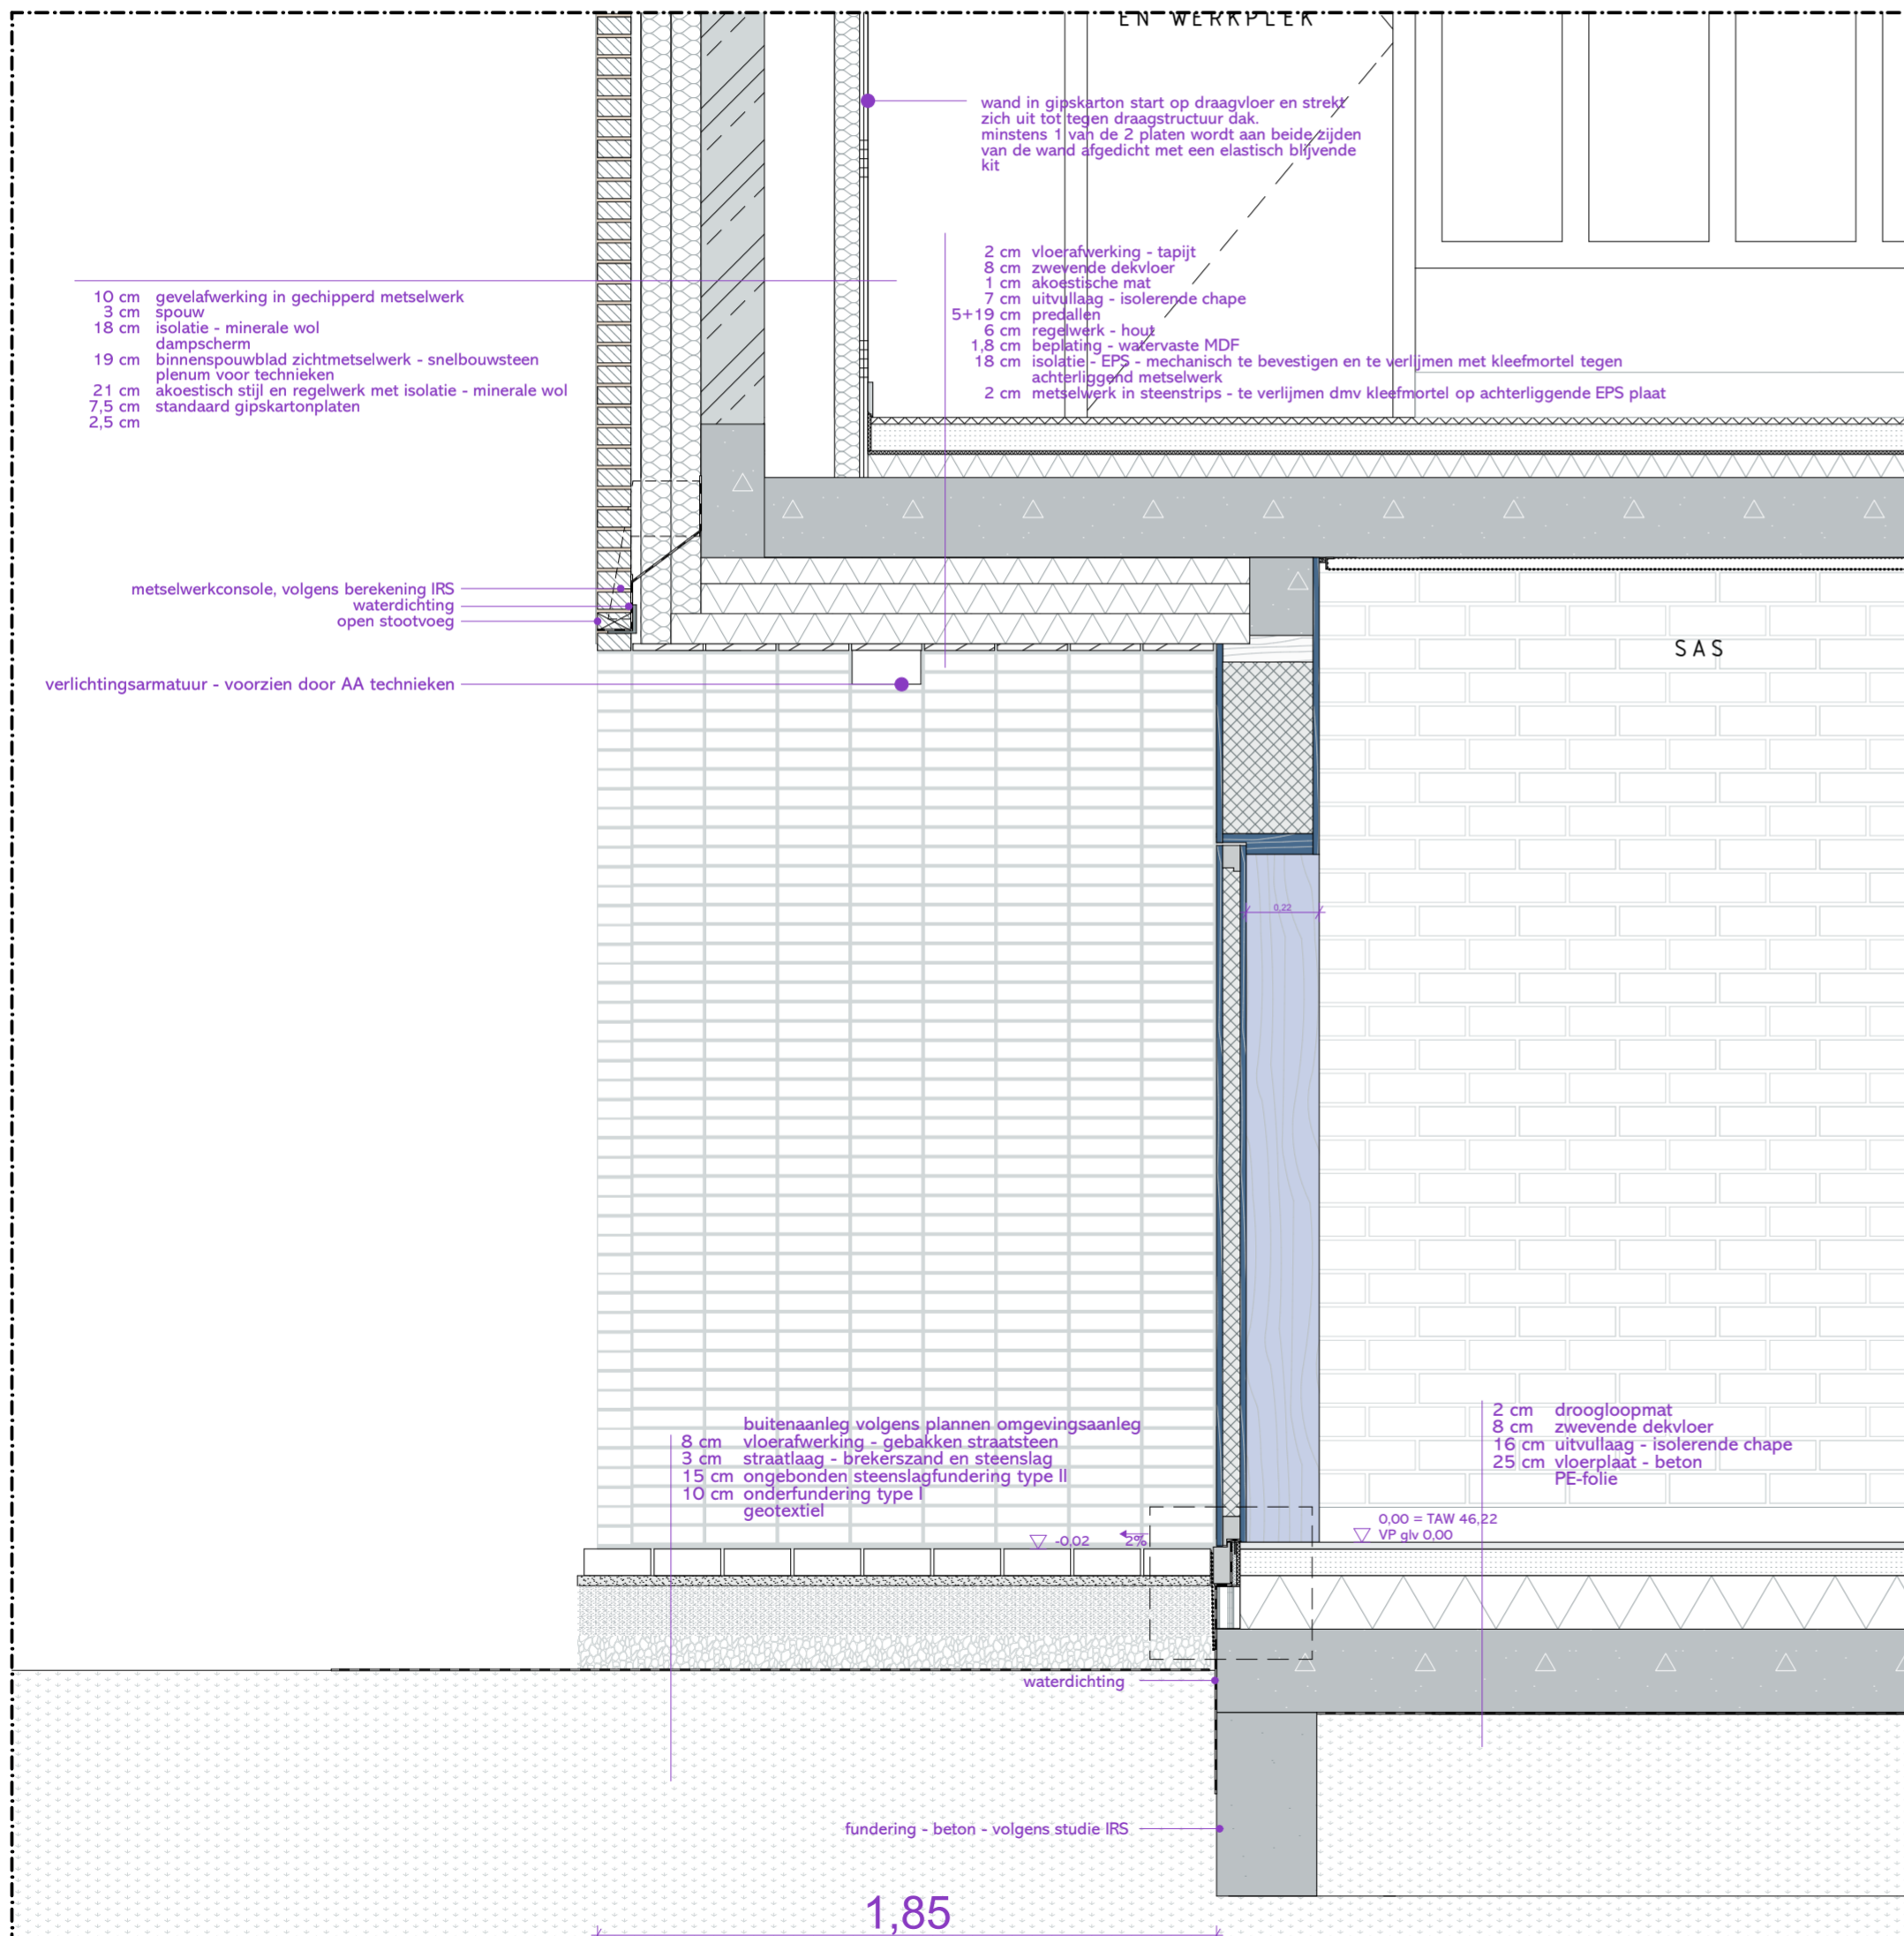 EN WERKPLEK
wand in gipskarton start op draagvloer en strekt
zich uit tot tegen draagstructuur dak.
minstens 1 van de 2 platen wordt aan beide zijden
van de wand afgedicht met een elastisch blijvende
kit
2 cm vloerafwerking - tapijt
8 cm zwevende dekvloer
1 cm akoestische mat
7 cm uitvullaag - isolerende chape
5+19 cm predallen
6 cm regelwerk - hout
1,8 cm beplating - watervaste MDF
18 cm isolatie - EPS - mechanisch te bevestigen en te verlijmen met kleefmortel tegen
achterliggend metselwerk
2 cm metselwerk in steenstrips - te verlijmen dmv kleefmortel op achterliggende EPS plaat
10 cm gevelafwerking in gechipperd metselwerk
3 cm spouw
18 cm isolatie - minerale wol
dampscherm
19 cm binnenspouwblad zichtmetselwerk - snelbouwsteen
plenum voor technieken
21 cm akoestisch stijl en regelwerk met isolatie - minerale wol
7,5 cm standaard gipskartonplaten
2,5 cm
metselwerkconsole, volgens berekening IRS
waterdichting
open stootvoeg
SAS
verlichtingsarmatuur - voorzien door AA technieken
0,22
buitenaanleg volgens plannen omgevingsaanleg
8 cm vloerafwerking - gebakken straatsteen
3 cm straatlaag - brekerszand en steenslag
15 cm ongebonden steenslagfundering type II
10 cm onderfundering type I
geotextiel
2 cm droogloopmat
8 cm zwevende dekvloer
16 cm uitvullaag - isolerende chape
25 cm vloerplaat - beton
PE-folie
-0,02
2%
0,00 = TAW 46,22
VP glv 0,00
waterdichting
fundering - beton - volgens studie IRS
1,85